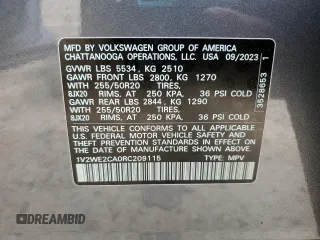 MFD BY VOLKSWAGEN GROUP OF AMERICA
CHATTANOOGA OPERATIONS, LLC. USA 09/2023
GVWR LBS 5534, KG 2510
GAWR FRONT LBS 2800, KG 1270
WITH 255/50R20 TIRES,
8JX20 RIMS, AT 250 KPA, 36 PSI COLD
GAWR REAR LBS 2844, KG 1290
WITH 255/50R20 TIRES,
8JX20 RIMS, AT 250 KPA, 36 PSI COLD
THIS VEHICLE CONFORMS TO ALL APPLICABLE
U.S. FEDERAL MOTOR VEHICLE SAFETY
STANDARDS IN EFFECT ON THE DATE OF
MANUFACTURE SHOWN ABOVE.
1V2WE2CA0RC209115 TYPE: MPV
3528653 1
DREAMBID